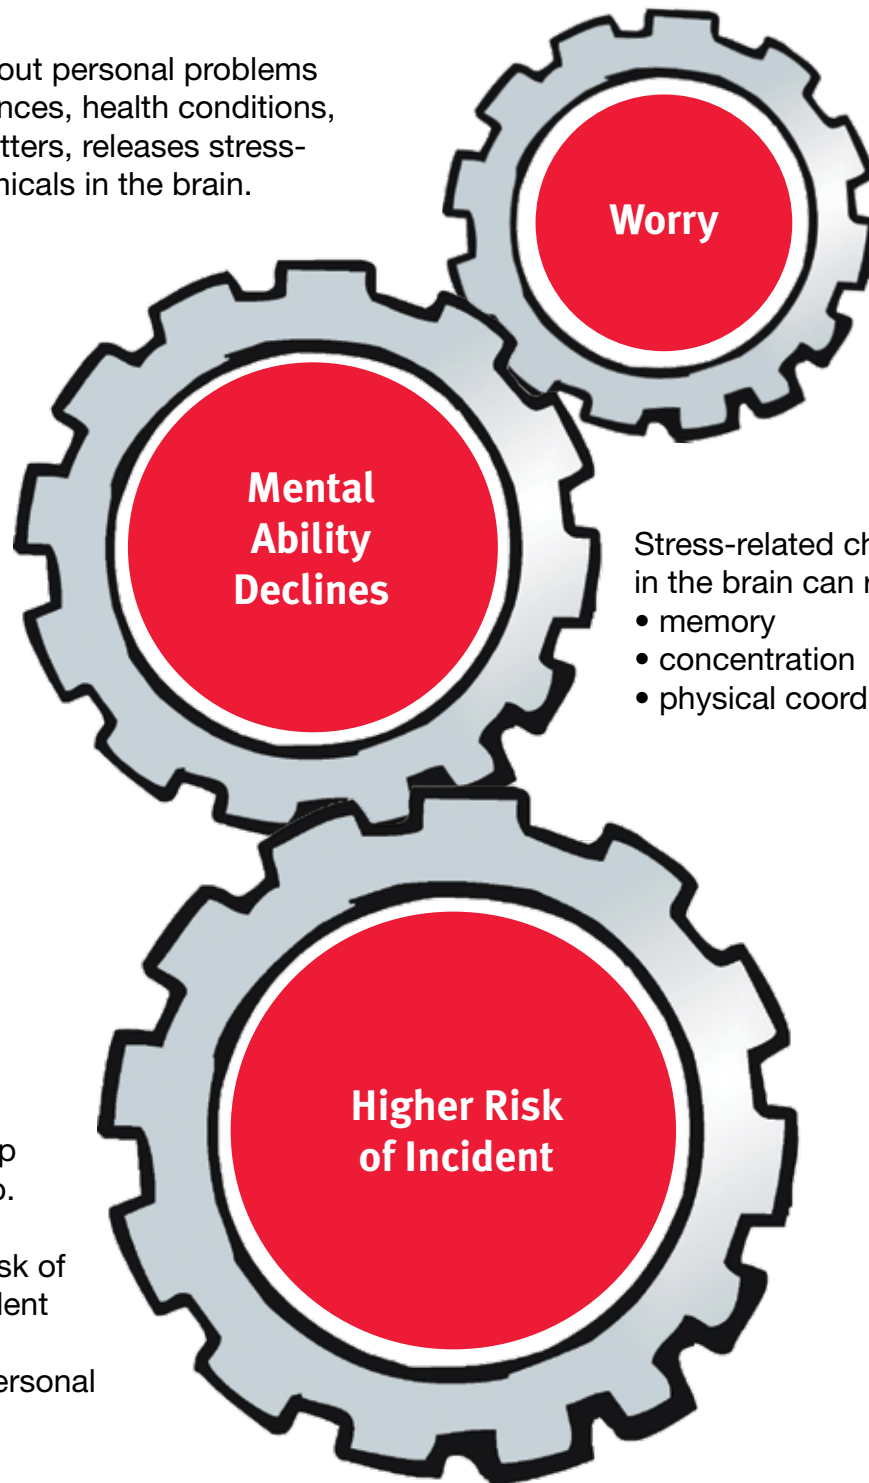 out personal problems
nces, health conditions,
tters, releases stress-
micals in the brain.
Worry
Mental
Ability
Declines
Stress-related ch
in the brain can r
• memory
• concentration
• physical coord
Higher Risk
of Incident
p
o.
sk of
dent
ersonal